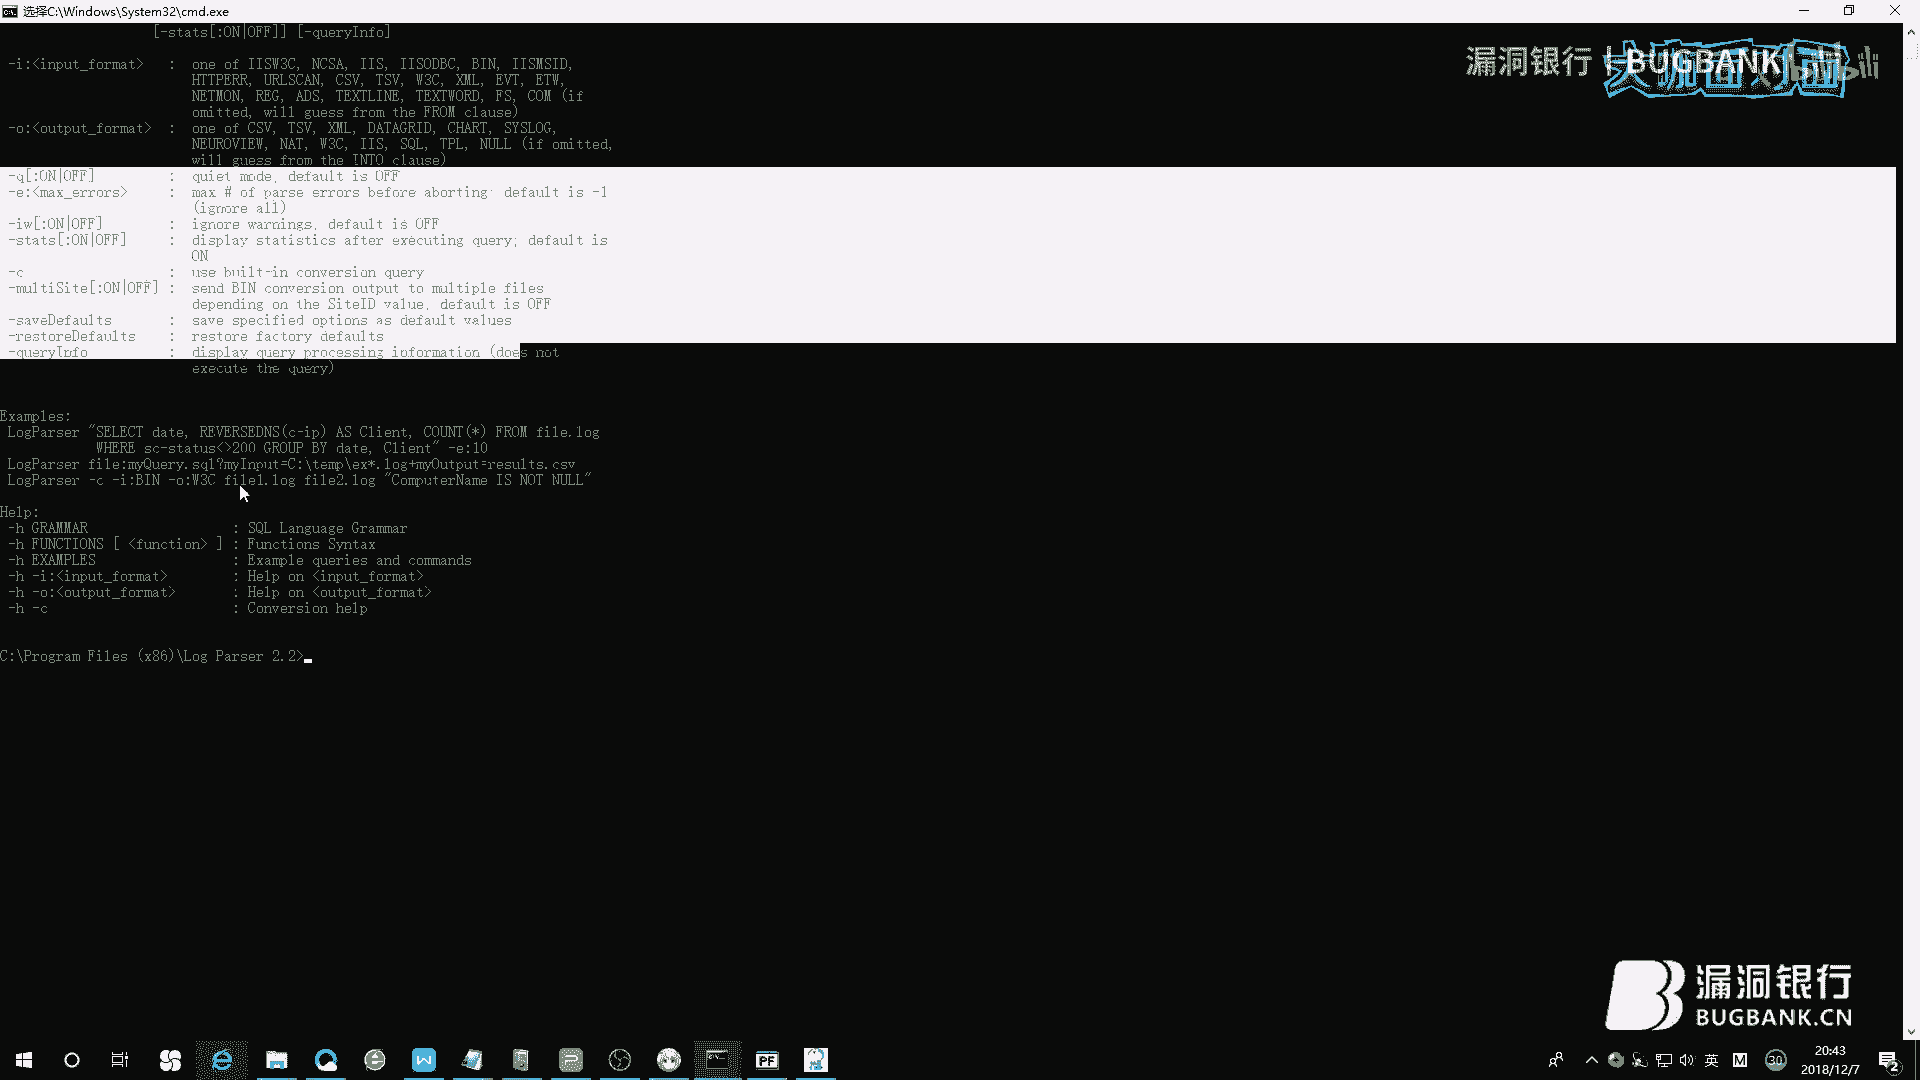 选择C:\Windows\System32\cmd.exe
[-stats[:ON|OFF]] [-queryInfo]
-i:<input_format>   :  one of IISW3C, NCSA, IIS, IISODBC, BIN, IISMSID,
HTTPERR, URLSCAN, CSV, TSV, W3C, XML, EVT, ETW,
NETMON, REG, ADS, TEXTLINE, TEXTWORD, FS, COM (if
omitted, will guess from the FROM clause)
-o:<output_format>  :  one of CSV, TSV, XML, DATAGRID, CHART, SYSLOG,
NEUROVIEW, NAT, W3C, IIS, SQL, TPL, NULL (if omitted,
will guess from the INTO clause)
-q[:ON|OFF]         :  quiet mode, default is OFF
-e:<max_errors>     :  max # of parse errors before aborting; default is -1
(ignore all)
-iw[:ON|OFF]        :  ignore warnings, default is OFF
-stats[:ON|OFF]     :  display statistics after executing query; default is
ON
-c                  :  use built-in conversion query
-multiSite[:ON|OFF] :  send BIN conversion output to multiple files
depending on the SiteID value, default is OFF
-saveDefaults       :  save specified options as default values
-restoreDefaults    :  restore factory defaults
-queryInfo          :  display query processing information (does not
execute the query)
Examples:
LogParser "SELECT date, REVERSEDNS(c-ip) AS Client, COUNT(*) FROM file.log
WHERE sc-status<>200 GROUP BY date, Client" -e:10
LogParser file:myQuery.sql?myInput=C:\temp\ex*.log+myOutput=results.csv
LogParser -c -i:BIN -o:W3C file1.log file2.log "ComputerName IS NOT NULL"
Help:
-h GRAMMAR                  : SQL Language Grammar
-h FUNCTIONS [ <function> ] : Functions Syntax
-h EXAMPLES                 : Example queries and commands
-h -i:<input_format>        : Help on <input_format>
-h -o:<output_format>       : Help on <output_format>
-h -c                       : Conversion help
C:\Program Files (x86)\Log Parser 2.2>
漏洞银行 | BUGBANK
漏洞银行
BUGBANK.CN
英 M 30
20:43
2018/12/7
2